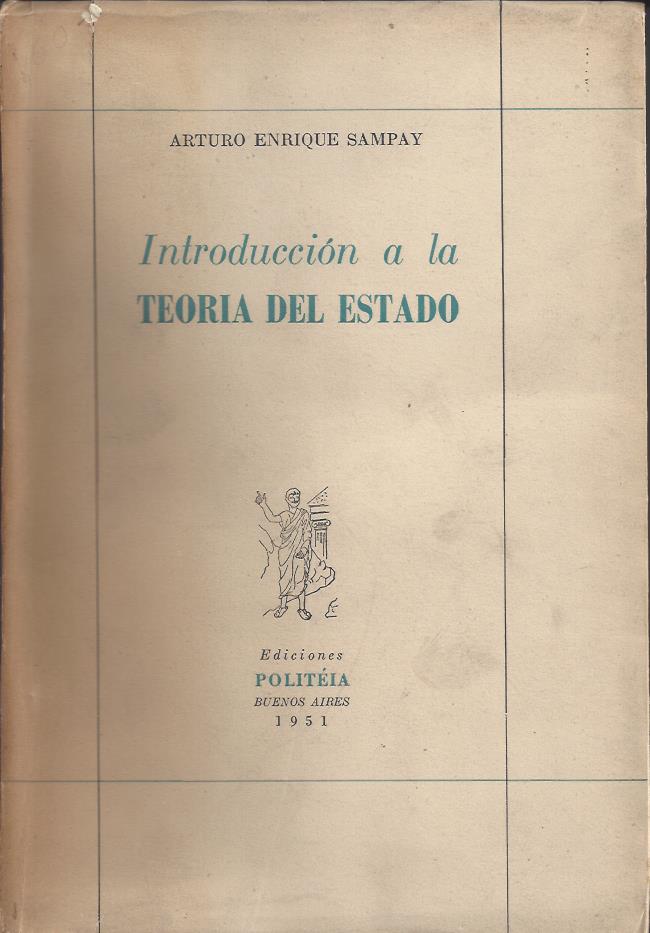 ARTURO ENRIQUE SAMPAY
Introducción a la
TEORIA DEL ESTADO
Ediciones
POLITÉIA
BUENOS AIRES
1951